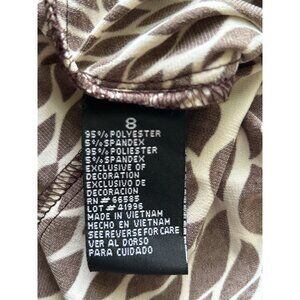 8
95% POLYESTER
5% SPANDEX
95% POLIESTER
5% SPANDEX
EXCLUSIVE OF
DECORATION
EXCLUSIVO DE
DECORACION
RN# 66585
LOT# 41996
MADE IN VIETNAM
HECHO EN VIETNAM
SEE REVERSE FOR CARE
VER AL DORSO
PARA CUIDADO